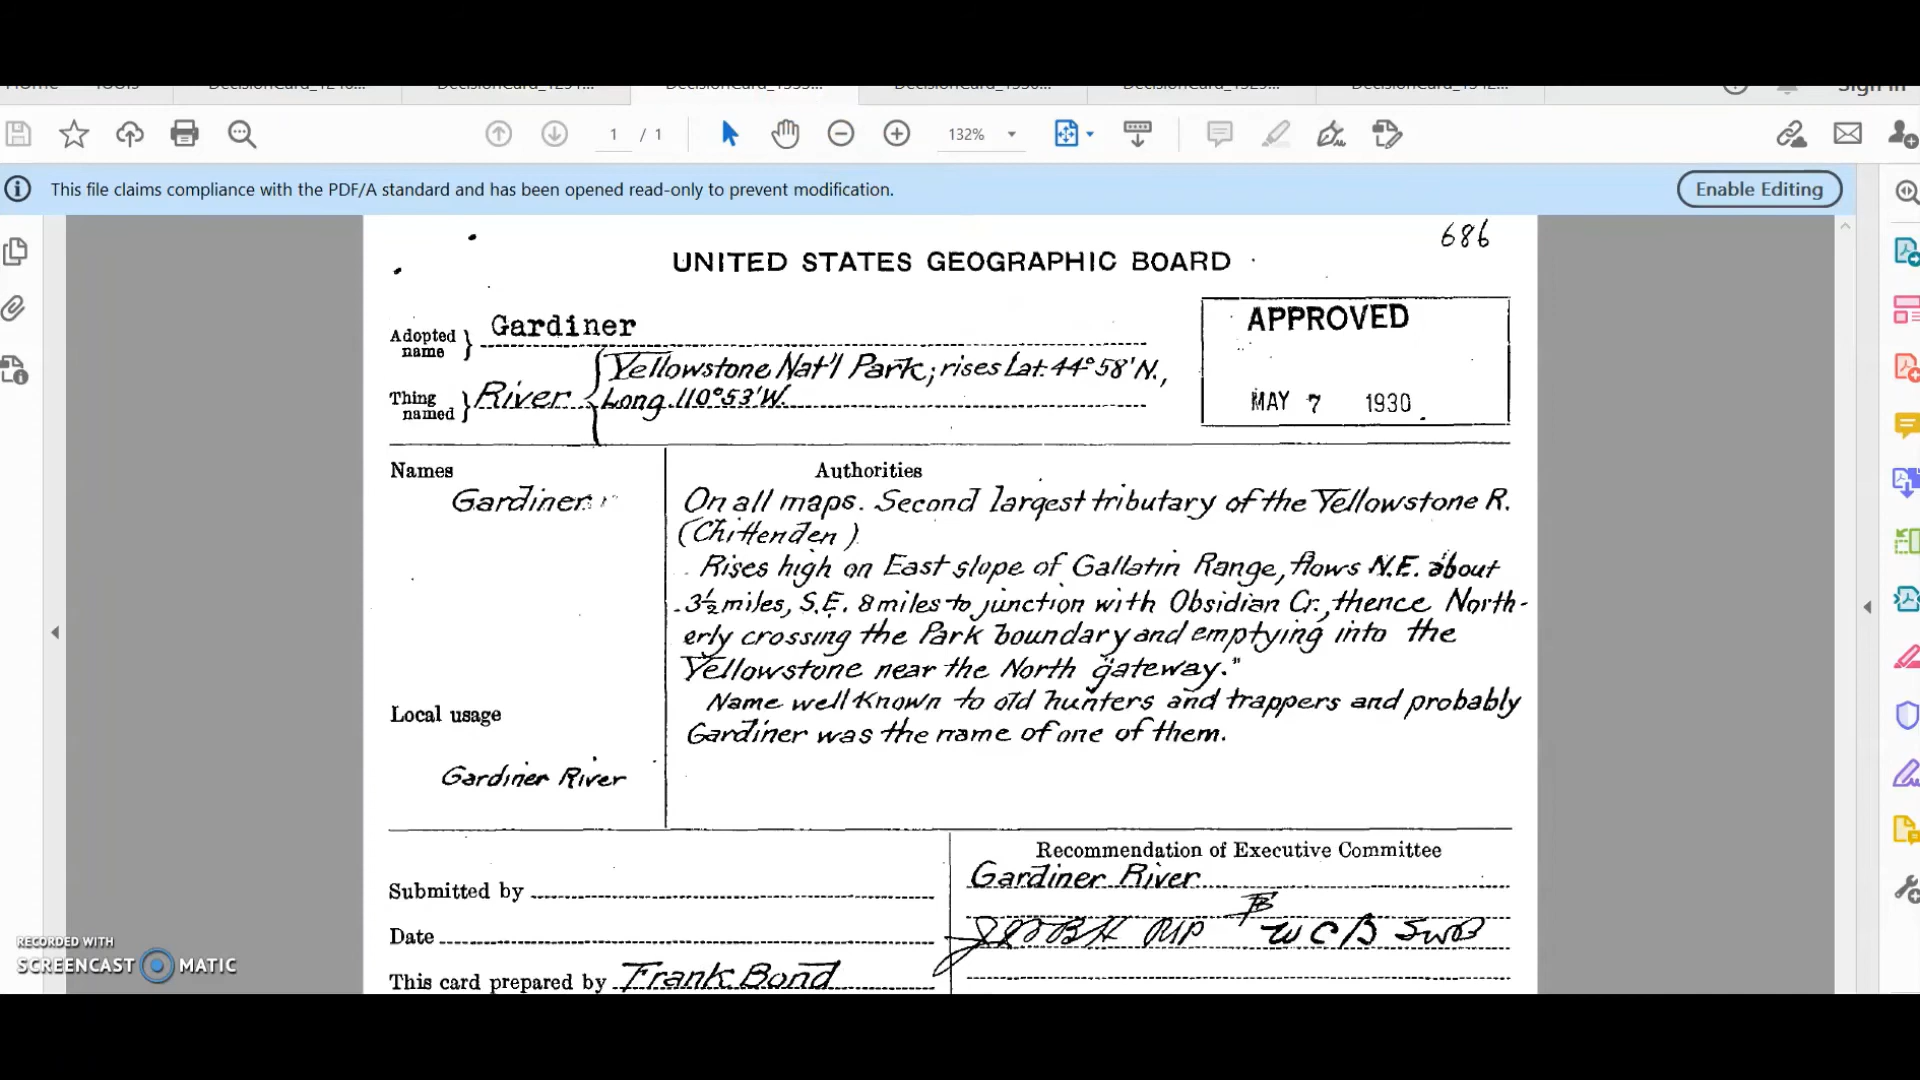 1 / 1
132%
This file claims compliance with the PDF/A standard and has been opened read-only to prevent modification.
Enable Editing
686
UNITED STATES GEOGRAPHIC BOARD
Adopted name } Gardiner
APPROVED
MAY 7 1930
Thing named } River { Yellowstone Nat'l Park; rises Lat. 44° 58' N.,
Long. 110° 53' W.
Names
Authorities
Gardiner
On all maps. Second largest tributary of the Yellowstone R.
(Chittenden)
Rises high on East slope of Gallatin Range, flows N.E. about
3½ miles, S.E. 8 miles to junction with Obsidian Cr., thence North-
erly crossing the Park boundary and emptying into the
Yellowstone near the North gateway."
Name well known to old hunters and trappers and probably
Gardiner was the name of one of them.
Local usage
Gardiner River
Recommendation of Executive Committee
Gardiner River
Submitted by
Date
WCB SWB
This card prepared by Frank Bond
RECORDED WITH
SCREENCAST MATIC